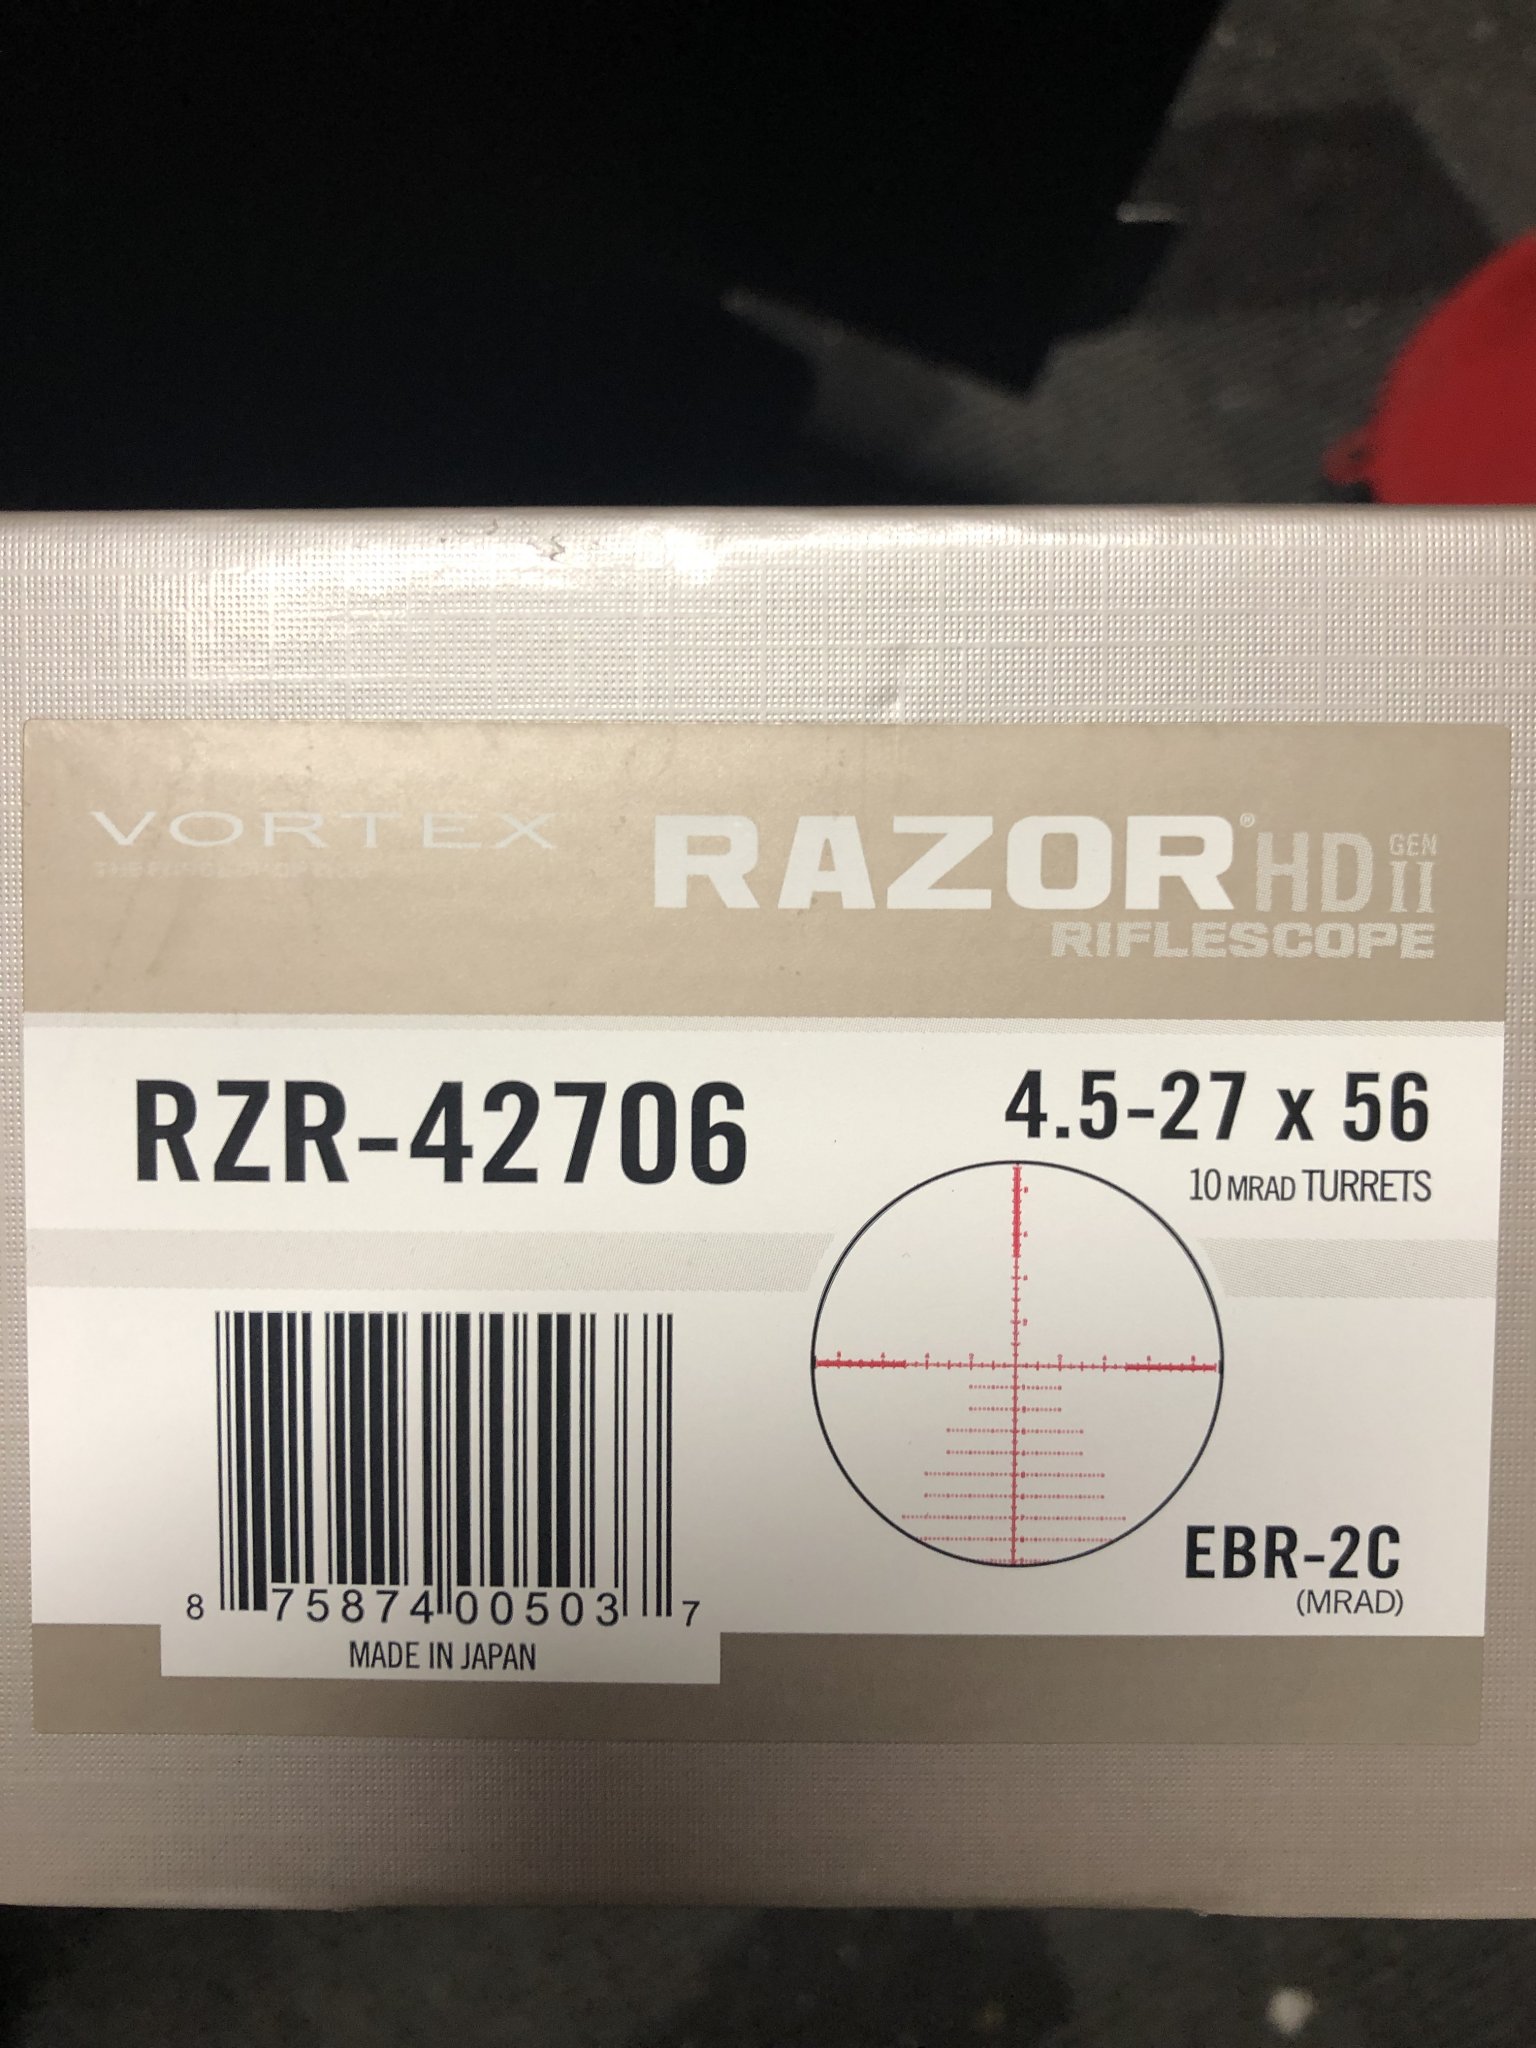 VORTEX
RAZOR® HD GEN II
RIFLESCOPE
RZR-42706
4.5-27 x 56
10 MRAD TURRETS
8 75874 00503 7
MADE IN JAPAN
EBR-2C
(MRAD)